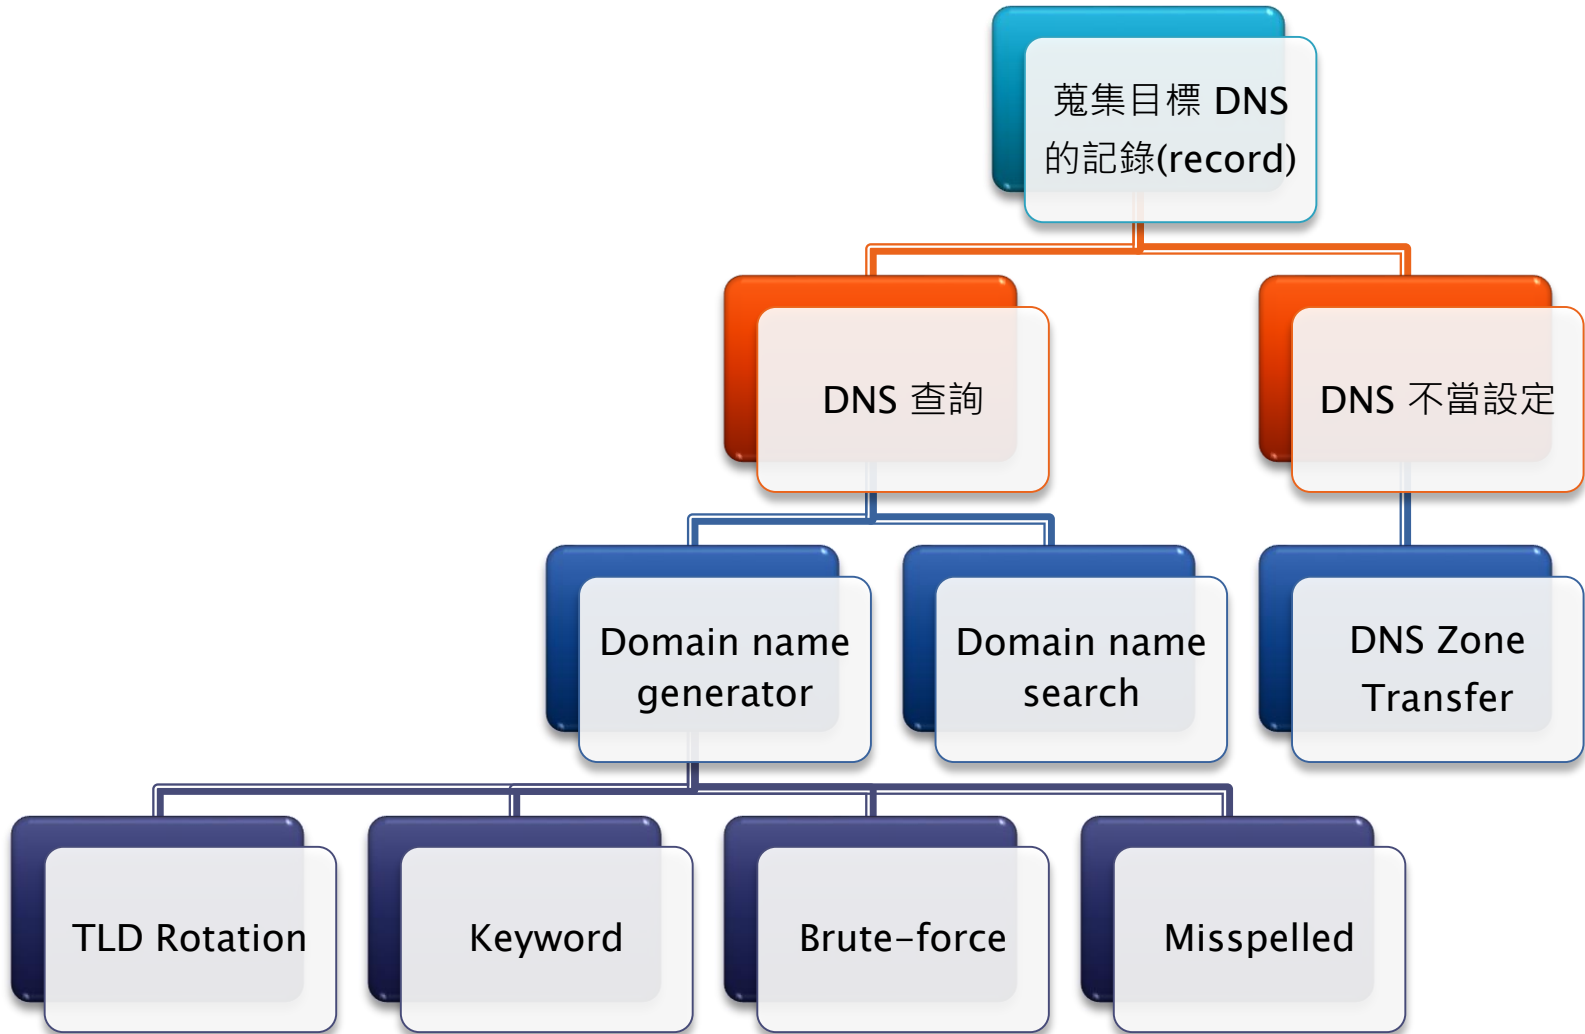 蒐集目標 DNS
的記錄(record)
DNS 查詢
DNS 不當設定
Domain name
generator
Domain name
search
DNS Zone
Transfer
TLD Rotation
Keyword
Brute-force
Misspelled